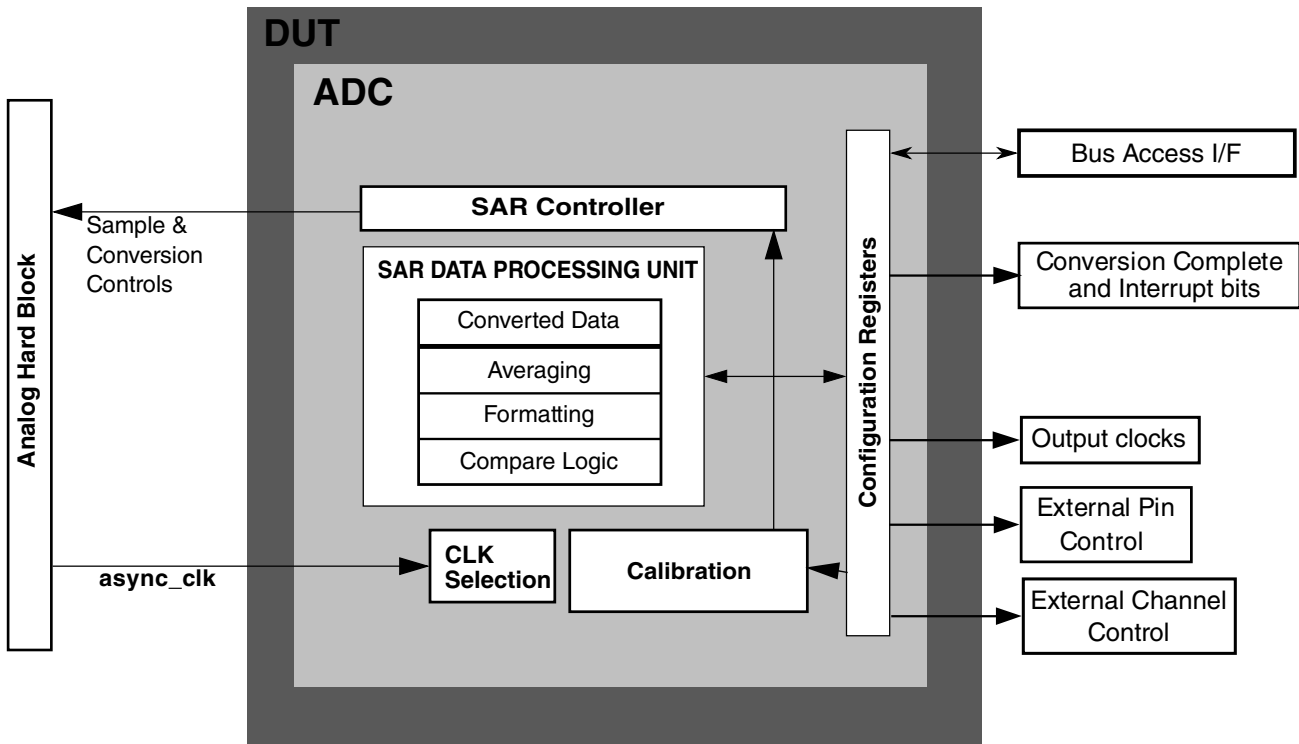 DUT
ADC
Analog Hard Block
Sample &
Conversion
Controls
SAR Controller
SAR DATA PROCESSING UNIT
Converted Data
Averaging
Formatting
Compare Logic
async_clk
CLK
Selection
Calibration
Configuration Registers
Bus Access I/F
Conversion Complete
and Interrupt bits
Output clocks
External Pin
Control
External Channel
Control